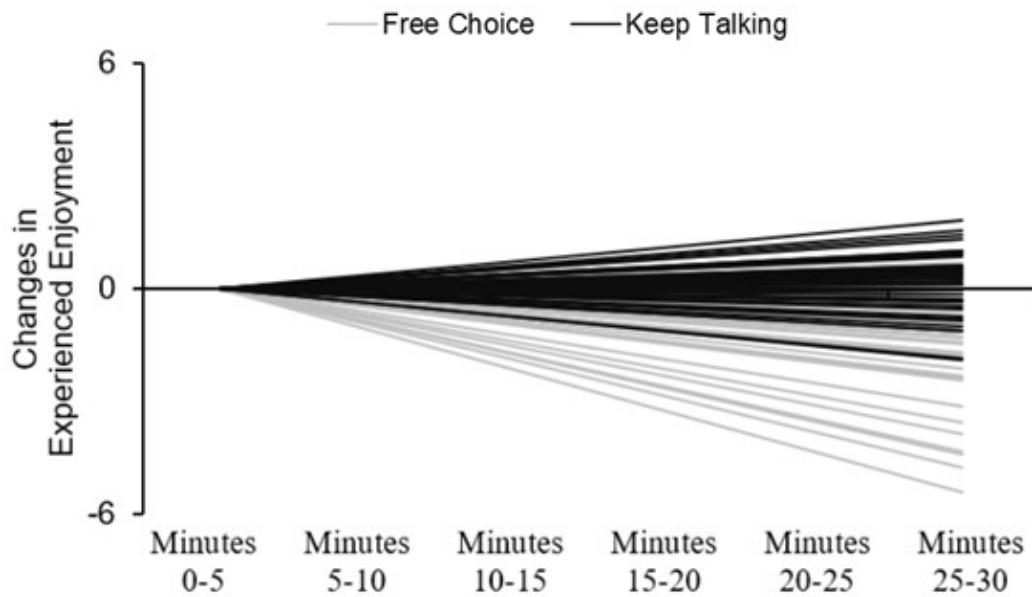 Free Choice Keep Talking
6
0
-6
Changes in
Experienced Enjoyment
Minutes Minutes Minutes Minutes Minutes Minutes
0-5 5-10 10-15 15-20 20-25 25-30